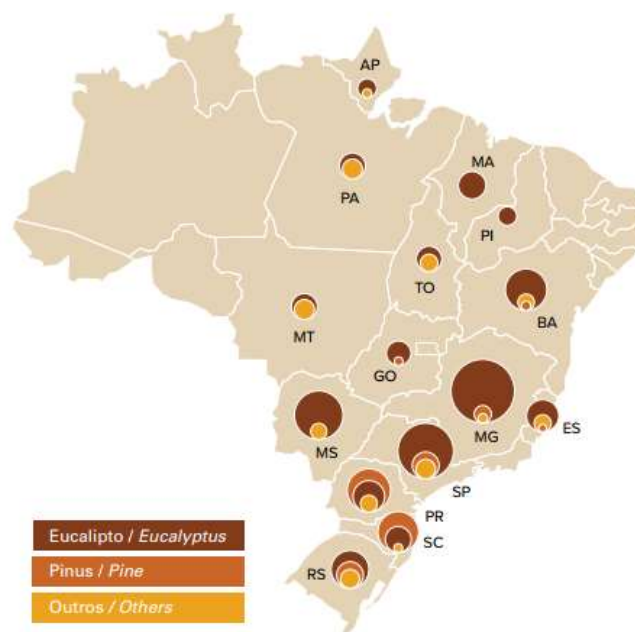 AP
MA
PA
PI
TO
BA
MT
GO
MS
MG
ES
SP
PR
SC
RS
Eucalipto / Eucalyptus
Pinus / Pine
Outros / Others